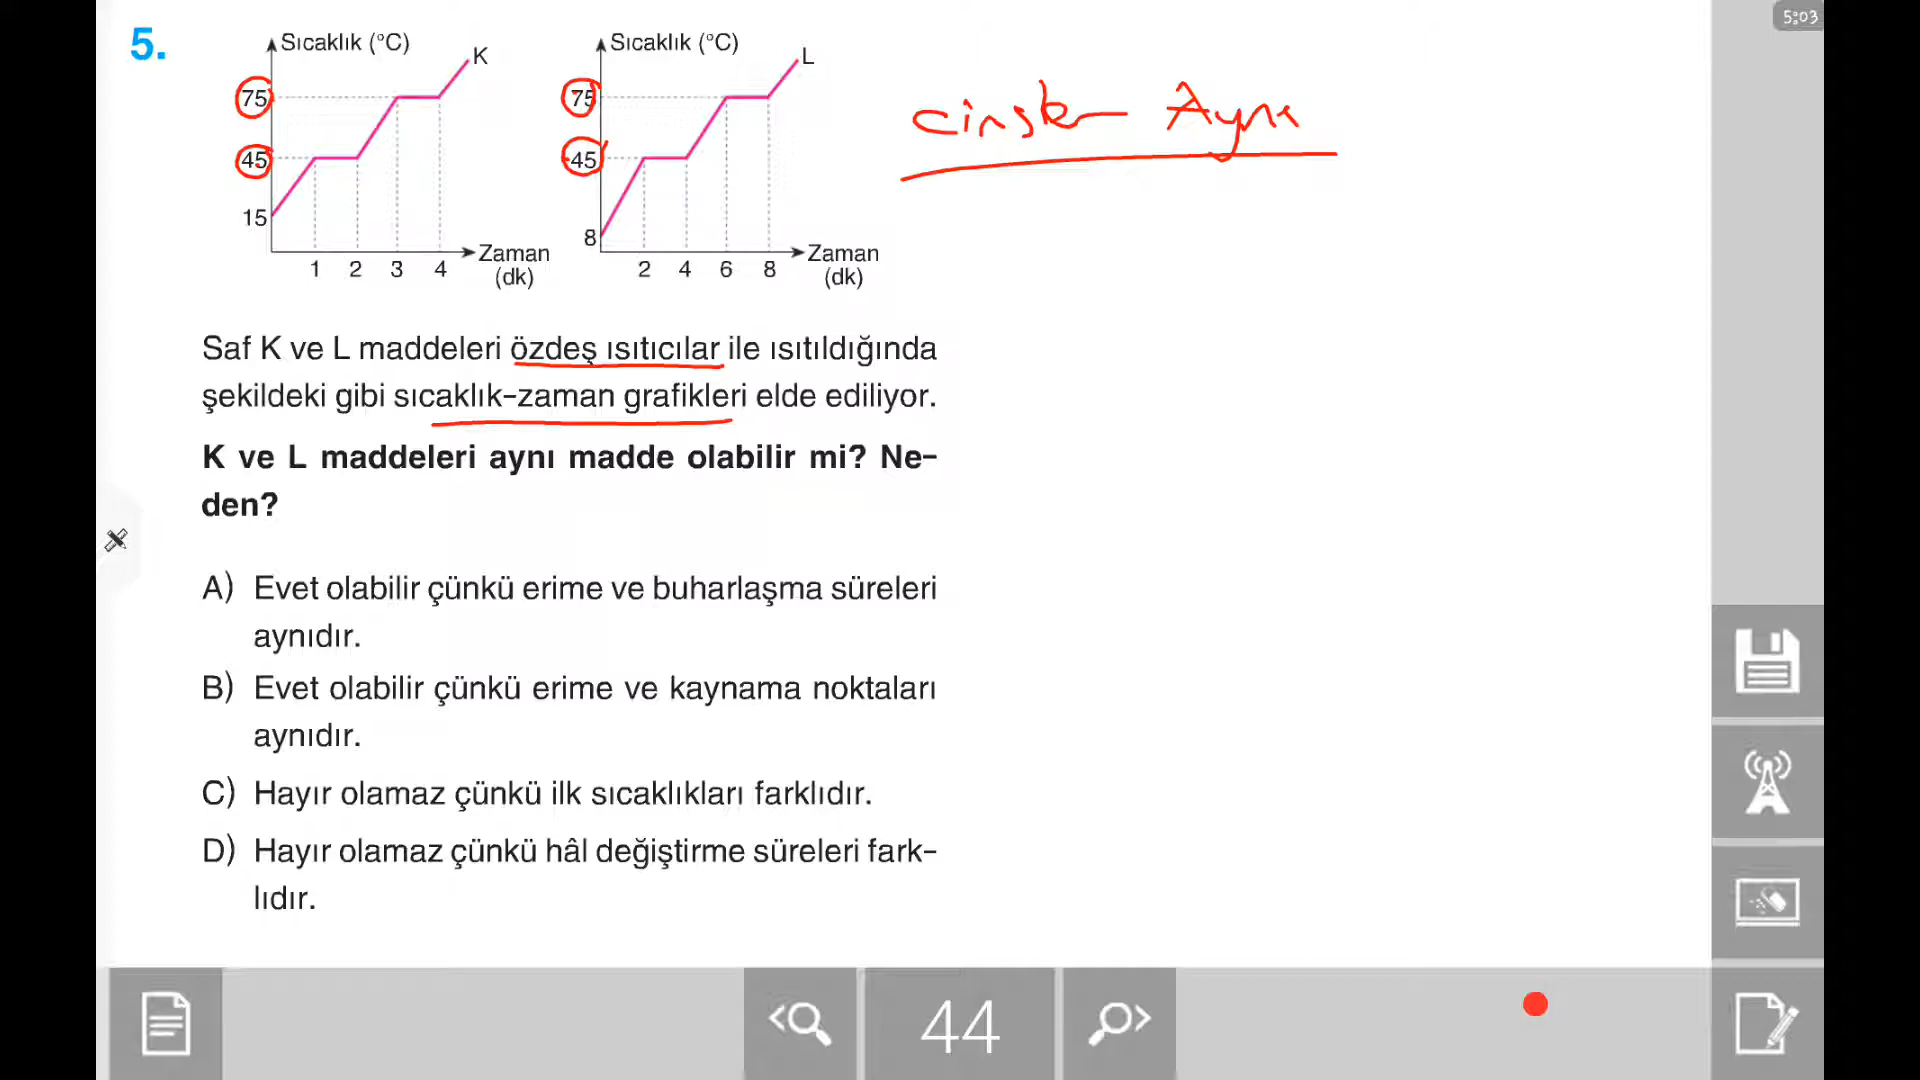 5:03
5.
Sıcaklık (°C)
K
75
45
15
1 2 3 4
Zaman
(dk)
Sıcaklık (°C)
L
75
45
8
2 4 6 8
Zaman
(dk)
Aynı
Saf K ve L maddeleri özdeş ısıtıcılar ile ısıtıldığında
şekildeki gibi sıcaklık-zaman grafikleri elde ediliyor.
K ve L maddeleri aynı madde olabilir mi? Ne-
den?
A) Evet olabilir çünkü erime ve buharlaşma süreleri
aynıdır.
B) Evet olabilir çünkü erime ve kaynama noktaları
aynıdır.
C) Hayır olamaz çünkü ilk sıcaklıkları farklıdır.
D) Hayır olamaz çünkü hâl değiştirme süreleri fark-
lıdır.
44